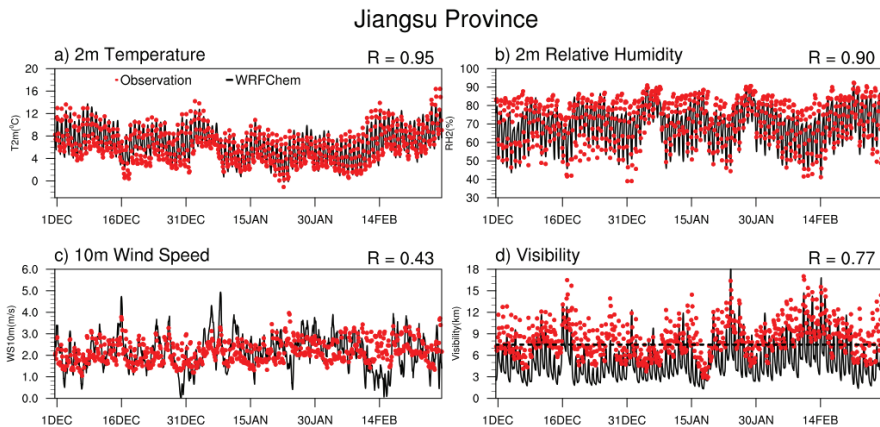 Jiangsu Province
a) 2m Temperature R = 0.95
Observation WRFChem
T2m(⁰C)
20
16
12
8
4
0
1DEC 16DEC 31DEC 15JAN 30JAN 14FEB
b) 2m Relative Humidity R = 0.90
RH2(%)
100
90
80
70
60
50
40
30
1DEC 16DEC 31DEC 15JAN 30JAN 14FEB
c) 10m Wind Speed R = 0.43
WS10m(m/s)
6.0
5.0
4.0
3.0
2.0
1.0
0.0
1DEC 16DEC 31DEC 15JAN 30JAN 14FEB
d) Visibility R = 0.77
Visibility(km)
18
15
12
9
6
3
0
1DEC 16DEC 31DEC 15JAN 30JAN 14FEB